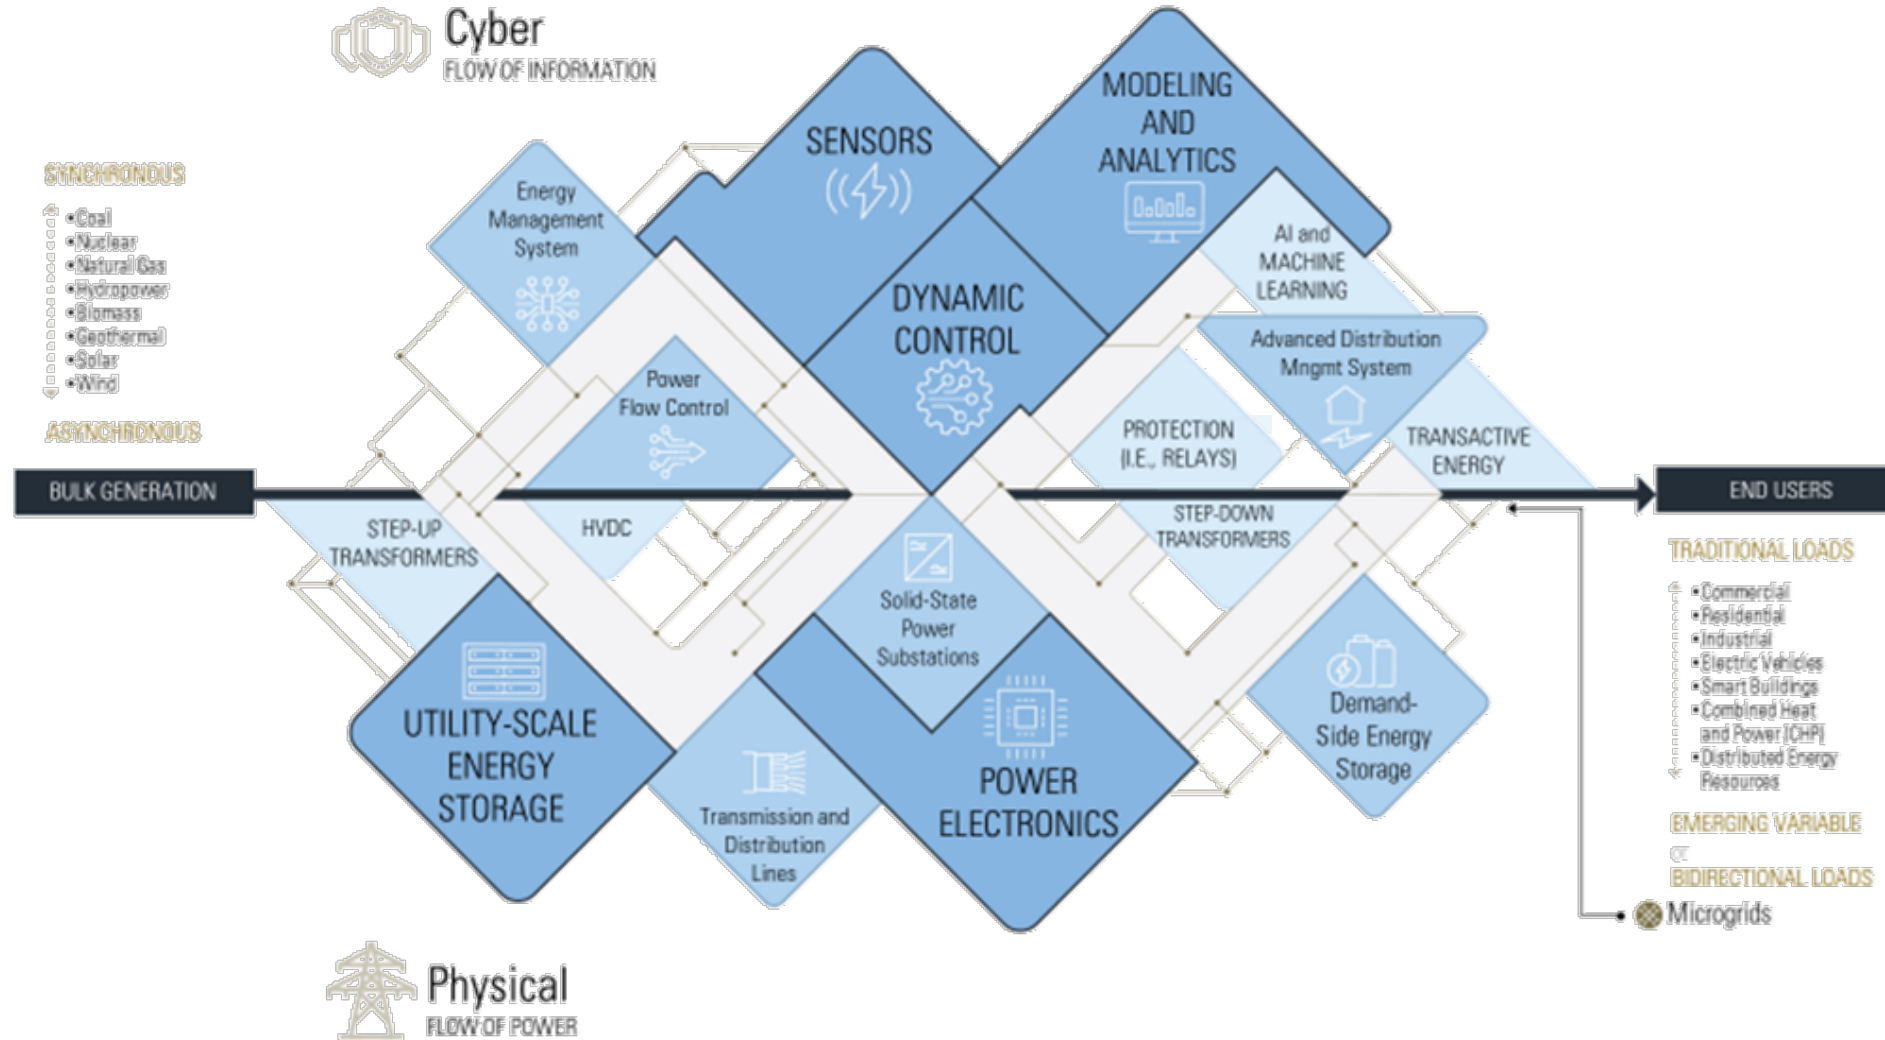 Cyber
FLOW OF INFORMATION
SYNCHRONOUS
•Coal
•Nuclear
•Natural Gas
•Hydropower
•Biomass
•Geothermal
•Solar
•Wind
ASYNCHRONOUS
BULK GENERATION
Energy
Management
System
SENSORS
MODELING
AND
ANALYTICS
DYNAMIC
CONTROL
AI and
MACHINE
LEARNING
Advanced Distribution
Mngmt System
Power
Flow Control
PROTECTION
(I.E., RELAYS)
TRANSACTIVE
ENERGY
STEP-UP
TRANSFORMERS
HVDC
STEP-DOWN
TRANSFORMERS
Solid-State
Power
Substations
UTILITY-SCALE
ENERGY
STORAGE
Transmission and
Distribution
Lines
POWER
ELECTRONICS
Demand-
Side Energy
Storage
END USERS
TRADITIONAL LOADS
•Commercial
•Residential
•Industrial
•Electric Vehicles
•Smart Buildings
•Combined Heat
and Power (CHP)
•Distributed Energy
Resources
EMERGING VARIABLE
or
BIDIRECTIONAL LOADS
Microgrids
Physical
FLOW OF POWER